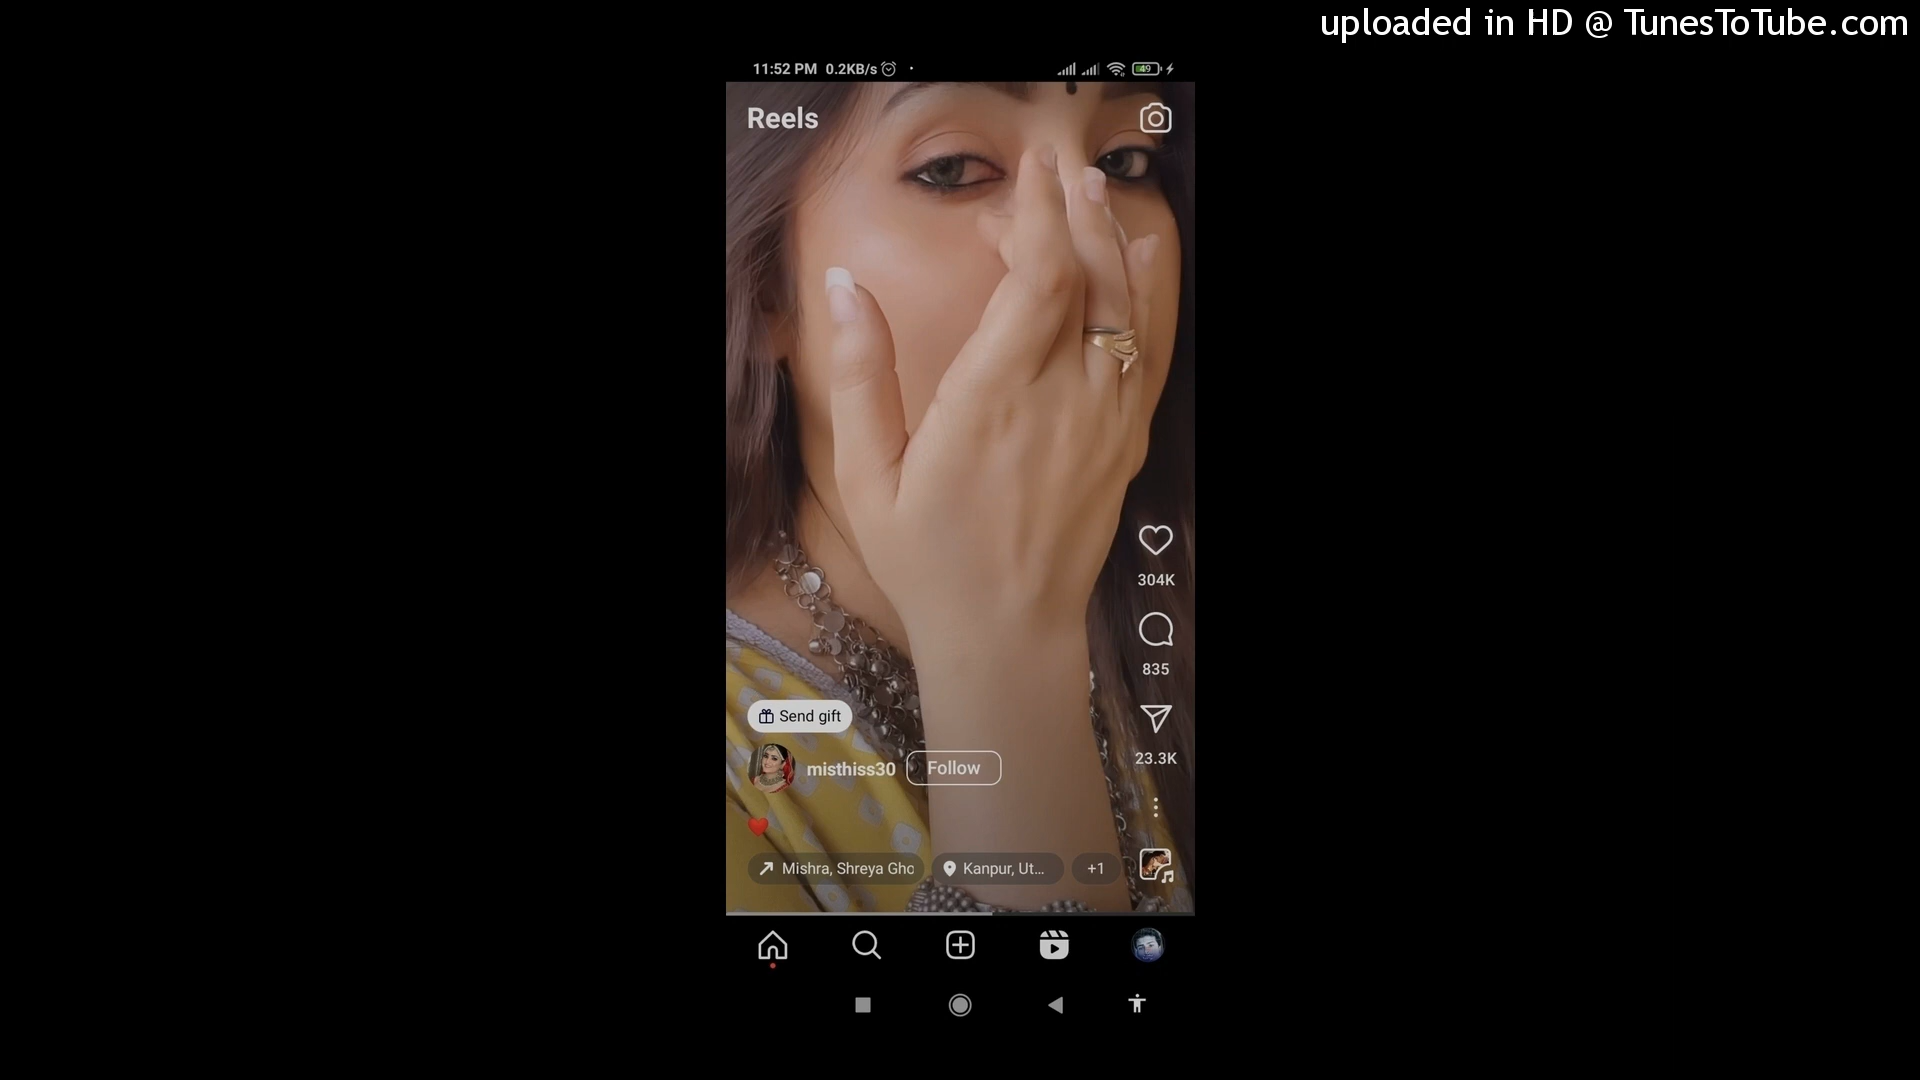 uploaded in HD @ TunesToTube.com
11:52 PM 0.2KB/s
49
Reels
304K
835
Send gift
23.3K
misthiss30 Follow
Mishra, Shreya Gho Kanpur, Ut... +1